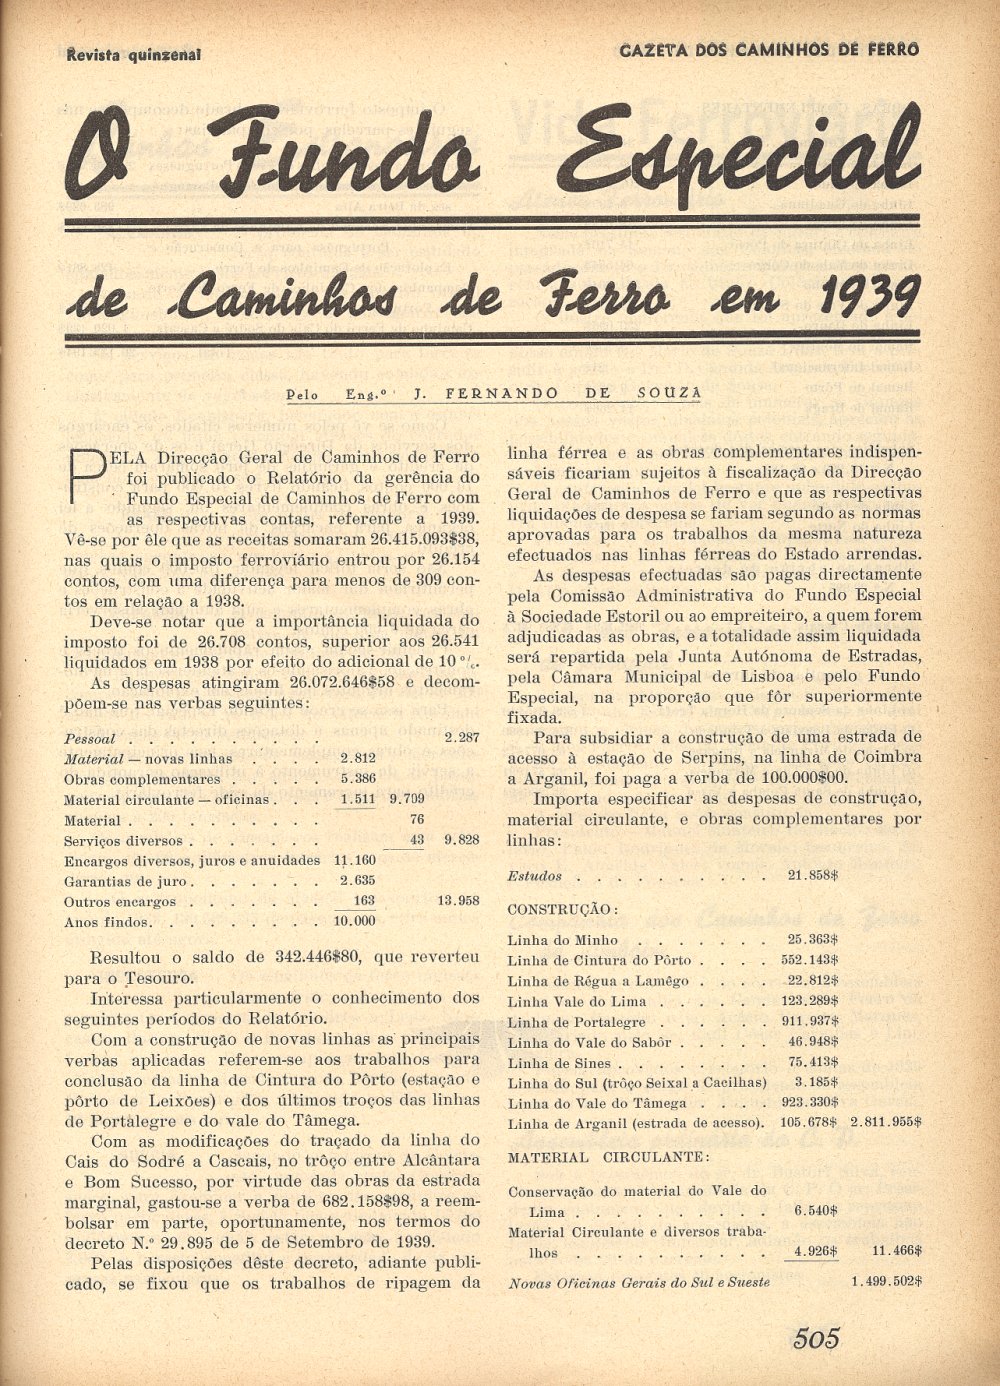 Revista quinzenal
GAZETA DOS CAMINHOS DE FERRO
O Fundo Especial
de Caminhos de Ferro em 1939
Pelo Eng.º J. FERNANDO DE SOUZA
PELA Direcção Geral de Caminhos de Ferro
foi publicado o Relatório da gerência do
Fundo Especial de Caminhos de Ferro com
as respectivas contas, referente a 1939.
Vê-se por êle que as receitas somaram 26.415.093$38,
nas quais o imposto ferroviário entrou por 26.154
contos, com uma diferença para menos de 309 con-
tos em relação a 1938.
Deve-se notar que a importância liquidada do
imposto foi de 26.708 contos, superior aos 26.541
liquidados em 1938 por efeito do adicional de 10 %.
As despesas atingiram 26.072.646$58 e decom-
põem-se nas verbas seguintes:
Pessoal . . . . . . . . . . 2.287
Material — novas linhas . . . . 2.812
Obras complementares . . . . . 5.386
Material circulante — oficinas . . . 1.511 9.709
Material . . . . . . . . . . 76
Serviços diversos . . . . . . . 43 9.828
Encargos diversos, juros e anuidades 11.160
Garantias de juro . . . . . . . 2.635
Outros encargos . . . . . . . 163 13.958
Anos findos. . . . . . . . . 10.000
Resultou o saldo de 342.446$80, que reverteu
para o Tesouro.
Interessa particularmente o conhecimento dos
seguintes períodos do Relatório.
Com a construção de novas linhas as principais
verbas aplicadas referem-se aos trabalhos para
conclusão da linha de Cintura do Pôrto (estação e
pôrto de Leixões) e dos últimos troços das linhas
de Portalegre e do vale do Tâmega.
Com as modificações do traçado da linha do
Cais do Sodré a Cascais, no trôço entre Alcântara
e Bom Sucesso, por virtude das obras da estrada
marginal, gastou-se a verba de 682.158$98, a reem-
bolsar em parte, oportunamente, nos termos do
decreto N.º 29.895 de 5 de Setembro de 1939.
Pelas disposições dêste decreto, adiante publi-
cado, se fixou que os trabalhos de ripagem da
linha férrea e as obras complementares indispen-
sáveis ficariam sujeitos à fiscalização da Direcção
Geral de Caminhos de Ferro e que as respectivas
liquidações de despesa se fariam segundo as normas
aprovadas para os trabalhos da mesma natureza
efectuados nas linhas férreas do Estado arrendas.
As despesas efectuadas são pagas directamente
pela Comissão Administrativa do Fundo Especial
à Sociedade Estoril ou ao empreiteiro, a quem forem
adjudicadas as obras, e a totalidade assim liquidada
será repartida pela Junta Autónoma de Estradas,
pela Câmara Municipal de Lisboa e pelo Fundo
Especial, na proporção que fôr superiormente
fixada.
Para subsidiar a construção de uma estrada de
acesso à estação de Serpins, na linha de Coimbra
a Arganil, foi paga a verba de 100.000$00.
Importa especificar as despesas de construção,
material circulante, e obras complementares por
linhas:
Estudos . . . . . . . . . . 21.858$
CONSTRUÇÃO:
Linha do Minho . . . . . . . 25.363$
Linha de Cintura do Pôrto . . . . 552.143$
Linha de Régua a Lamêgo . . . . 22.812$
Linha Vale do Lima . . . . . . 123.289$
Linha de Portalegre . . . . . . 911.937$
Linha do Vale do Sabôr . . . . . 46.948$
Linha de Sines . . . . . . . . 75.413$
Linha do Sul (trôço Seixal a Cacilhas) 3.185$
Linha do Vale do Tâmega . . . . 923.330$
Linha de Arganil (estrada de acesso). 105.678$ 2.811.955$
MATERIAL CIRCULANTE:
Conservação do material do Vale do
Lima . . . . . . . . . . 6.540$
Material Circulante e diversos traba-
lhos . . . . . . . . . . 4.926$ 11.466$
Novas Oficinas Gerais do Sul e Sueste 1.499.502$
505